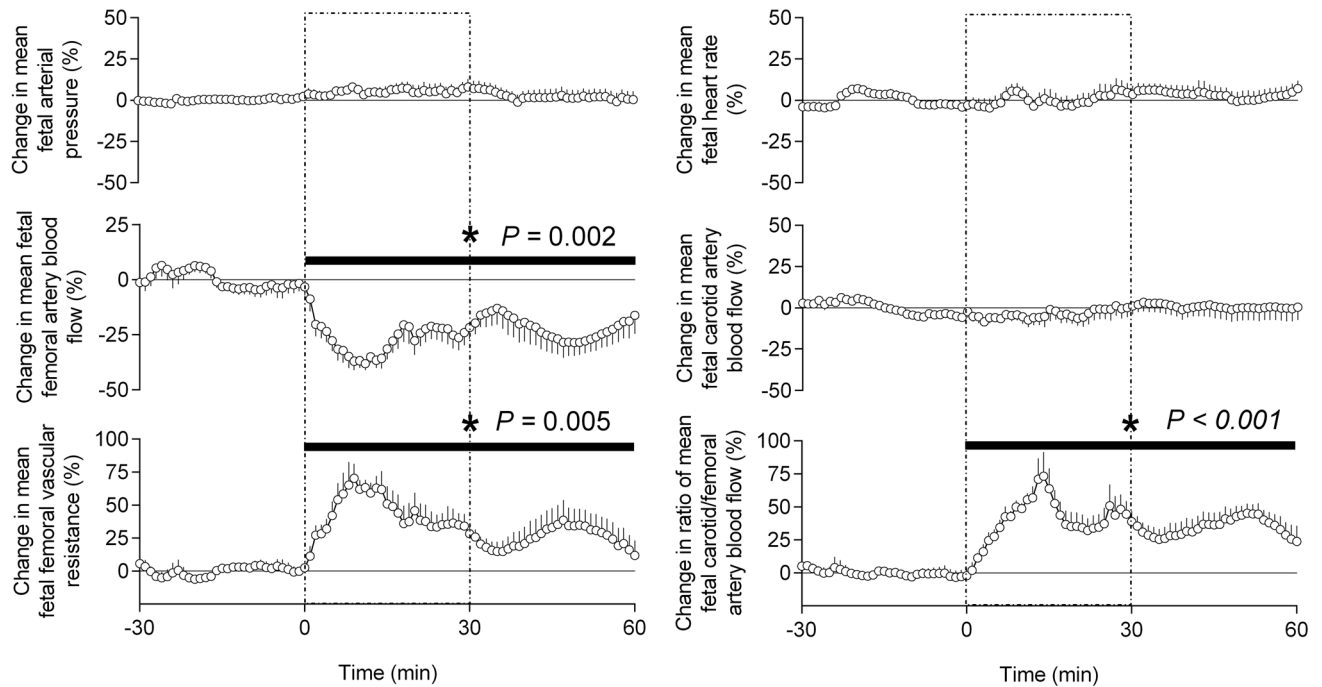 Change in mean
fetal arterial
pressure (%)
50
25
0
-25
-50
Change in mean
fetal heart rate
(%)
50
25
0
-25
-50
Change in mean fetal
femoral artery blood
flow (%)
25
0
-25
-50
* P = 0.002
Change in mean
fetal carotid artery
blood flow (%)
50
25
0
-25
-50
Change in mean
fetal femoral vascular
resistance (%)
100
75
50
25
0
* P = 0.005
-30 0 30 60
Time (min)
Change in ratio of mean
fetal carotid/femoral
artery blood flow (%)
100
75
50
25
0
* P < 0.001
-30 0 30 60
Time (min)